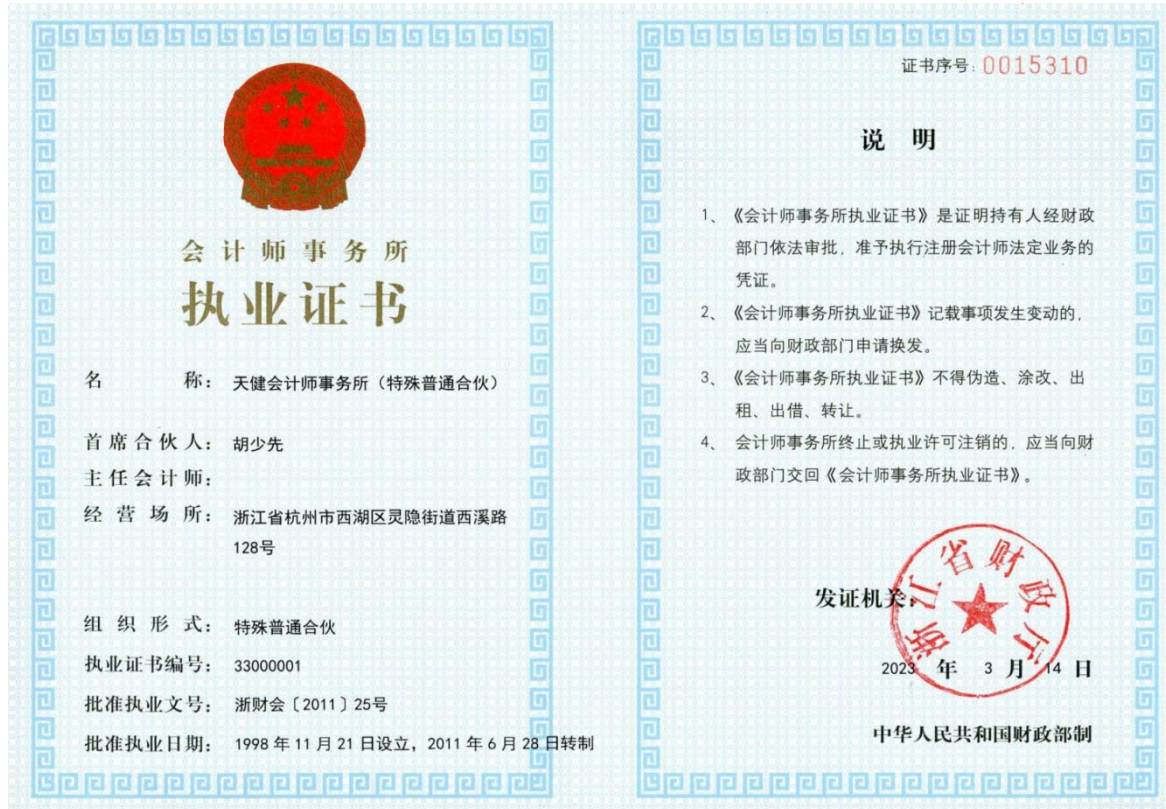 会计师事务所
执业证书
名称：天健会计师事务所（特殊普通合伙）
首席合伙人：胡少先
主任会计师：
经营场所：浙江省杭州市西湖区灵隐街道西溪路
128号
组织形式：特殊普通合伙
执业证书编号：33000001
批准执业文号：浙财会〔2011〕25号
批准执业日期：1998年11月21日设立，2011年6月28日转制
证书序号：0015310
说明
1、《会计师事务所执业证书》是证明持有人经财政
部门依法审批，准予执行注册会计师法定业务的
凭证。
2、《会计师事务所执业证书》记载事项发生变动的，
应当向财政部门申请换发。
3、《会计师事务所执业证书》不得伪造、涂改、出
租、出借、转让。
4、会计师事务所终止或执业许可注销的，应当向财
政部门交回《会计师事务所执业证书》。
发证机关：
浙江省财政厅
2023年3月14日
中华人民共和国财政部制